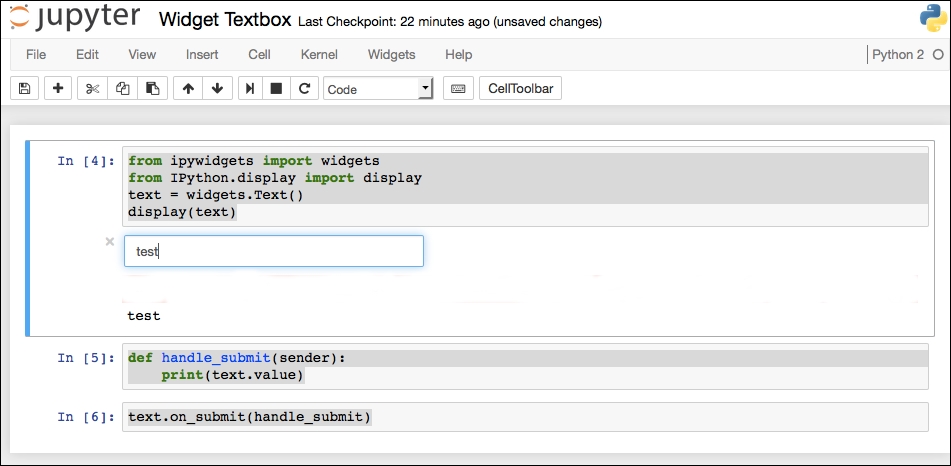 jupyter Widget Textbox Last Checkpoint: 22 minutes ago (unsaved changes)
File Edit View Insert Cell Kernel Widgets Help Python 2
Code CellToolbar
In [4]: from ipywidgets import widgets
from IPython.display import display
text = widgets.Text()
display(text)
test
test
In [5]: def handle_submit(sender):
    print(text.value)
In [6]: text.on_submit(handle_submit)